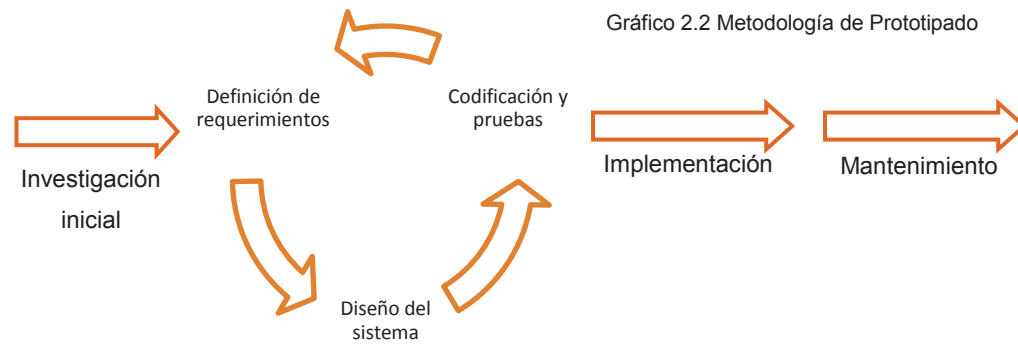 Gráfico 2.2 Metodología de Prototipado
Definición de
requerimientos
Codificación y
pruebas
Investigación
inicial
Implementación
Mantenimiento
Diseño del
sistema